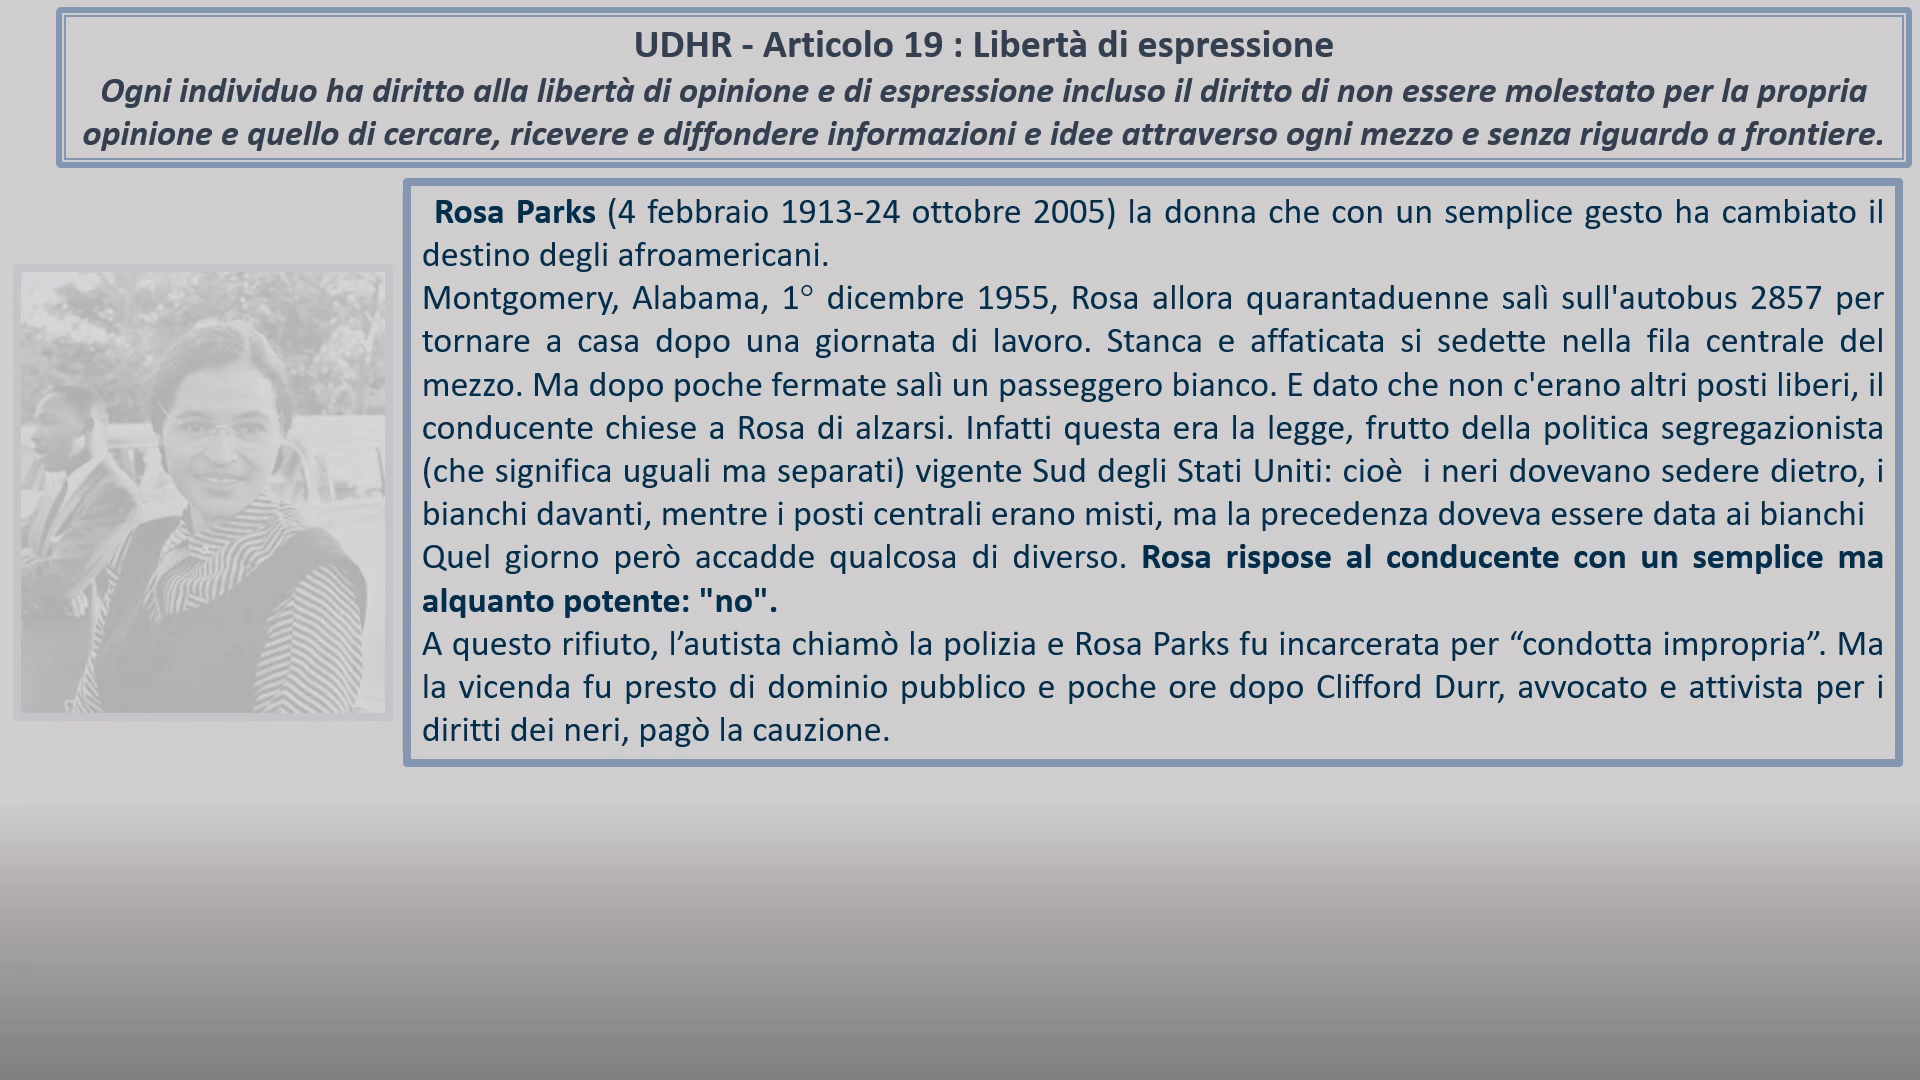 UDHR - Articolo 19 : Libertà di espressione
Ogni individuo ha diritto alla libertà di opinione e di espressione incluso il diritto di non essere molestato per la propria
opinione e quello di cercare, ricevere e diffondere informazioni e idee attraverso ogni mezzo e senza riguardo a frontiere.
Rosa Parks (4 febbraio 1913-24 ottobre 2005) la donna che con un semplice gesto ha cambiato il
destino degli afroamericani.
Montgomery, Alabama, 1° dicembre 1955, Rosa allora quarantaduenne salì sull'autobus 2857 per
tornare a casa dopo una giornata di lavoro. Stanca e affaticata si sedette nella fila centrale del
mezzo. Ma dopo poche fermate salì un passeggero bianco. E dato che non c'erano altri posti liberi, il
conducente chiese a Rosa di alzarsi. Infatti questa era la legge, frutto della politica segregazionista
(che significa uguali ma separati) vigente Sud degli Stati Uniti: cioè  i neri dovevano sedere dietro, i
bianchi davanti, mentre i posti centrali erano misti, ma la precedenza doveva essere data ai bianchi
Quel giorno però accadde qualcosa di diverso. Rosa rispose al conducente con un semplice ma
alquanto potente: "no".
A questo rifiuto, l’autista chiamò la polizia e Rosa Parks fu incarcerata per “condotta impropria”. Ma
la vicenda fu presto di dominio pubblico e poche ore dopo Clifford Durr, avvocato e attivista per i
diritti dei neri, pagò la cauzione.